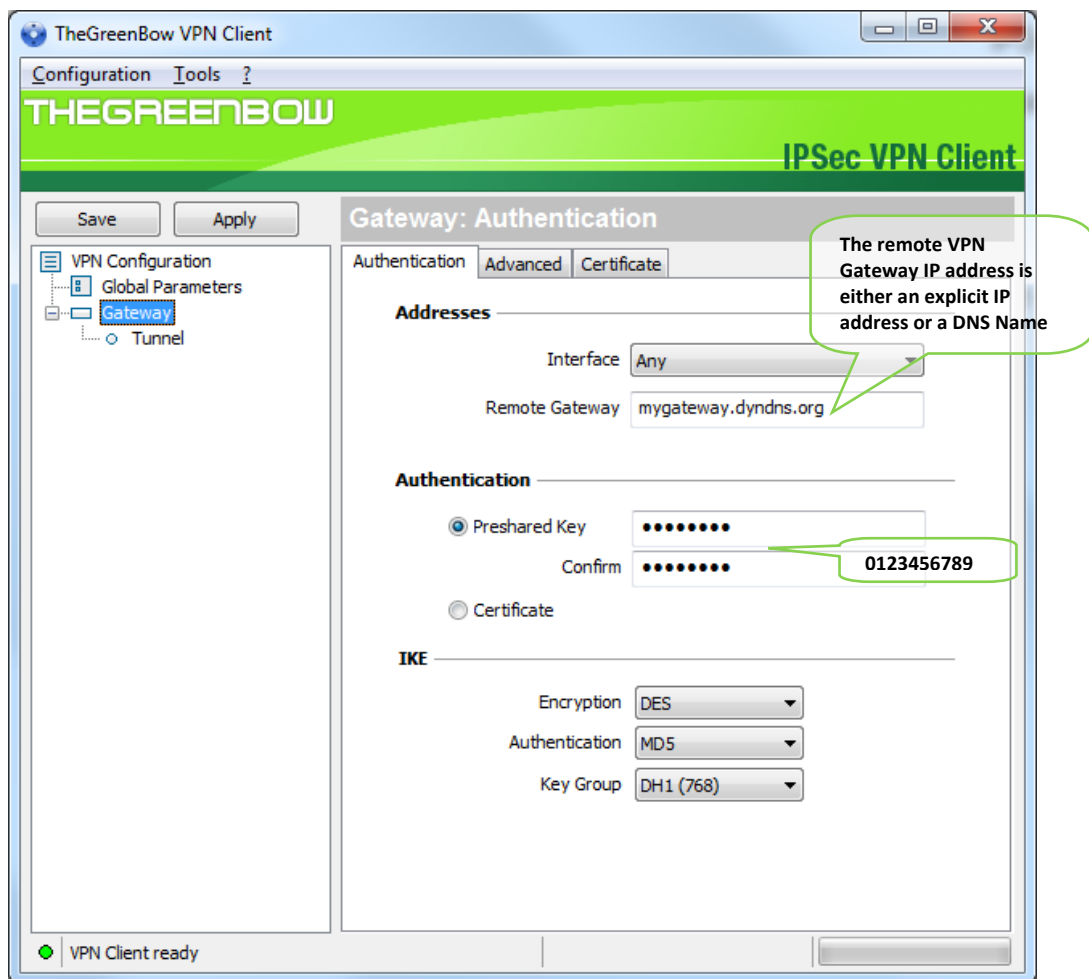 TheGreenBow VPN Client
Configuration Tools ?
THEGREENBOW
IPSec VPN Client
Save Apply
Gateway: Authentication
VPN Configuration
Global Parameters
Gateway
Tunnel
Authentication Advanced Certificate
The remote VPN
Gateway IP address is
either an explicit IP
address or a DNS Name
Addresses
Interface Any
Remote Gateway mygateway.dyndns.org
Authentication
Preshared Key ••••••••
Confirm ••••••••
0123456789
Certificate
IKE
Encryption DES
Authentication MD5
Key Group DH1 (768)
VPN Client ready